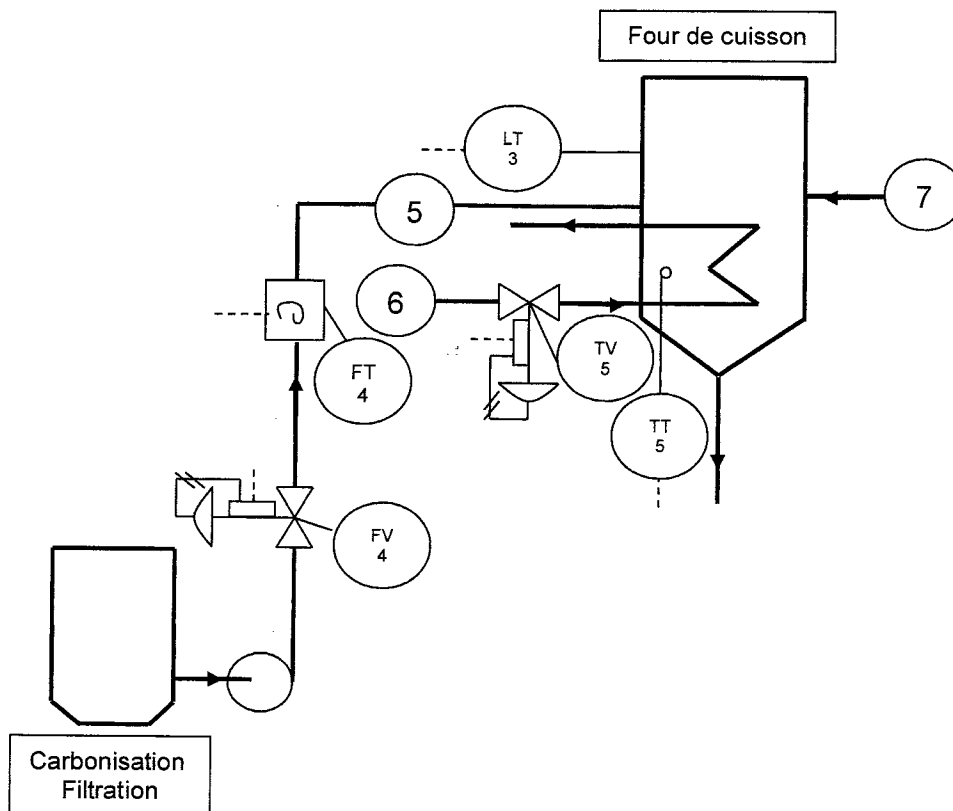 Four de cuisson
LT
3
5
7
6
FT
4
TV
5
TT
5
FV
4
Carbonisation
Filtration